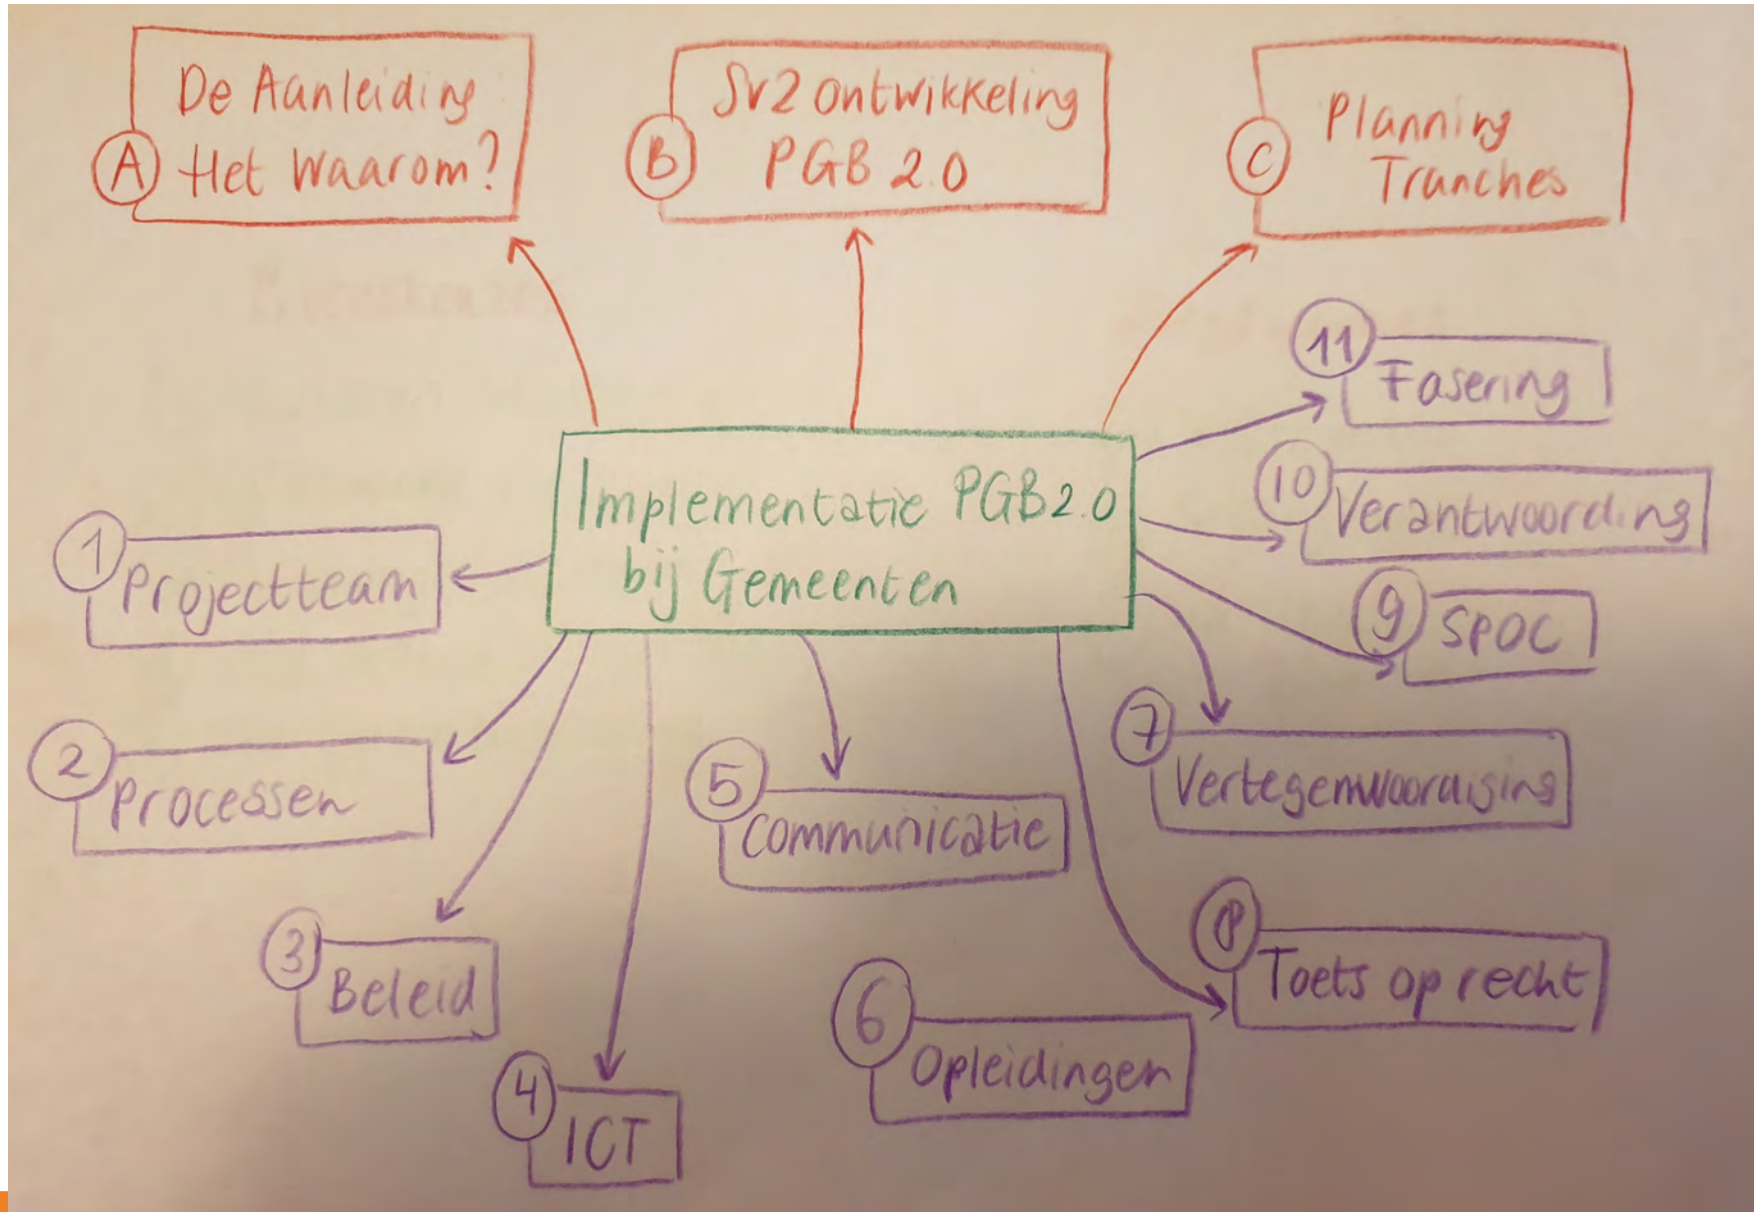 A
De Aanleiding
Het Waarom?
B
SvZ ontwikkeling
PGB 2.0
C
Planning
Tranches
Implementatie PGB 2.0
bij Gemeenten
1
Projectteam
2
Processen
3
Beleid
4
ICT
5
Communicatie
6
Opleidingen
7
Vertegenwoordiging
8
Toets op recht
9
SPOC
10
Verantwoording
11
Fasering